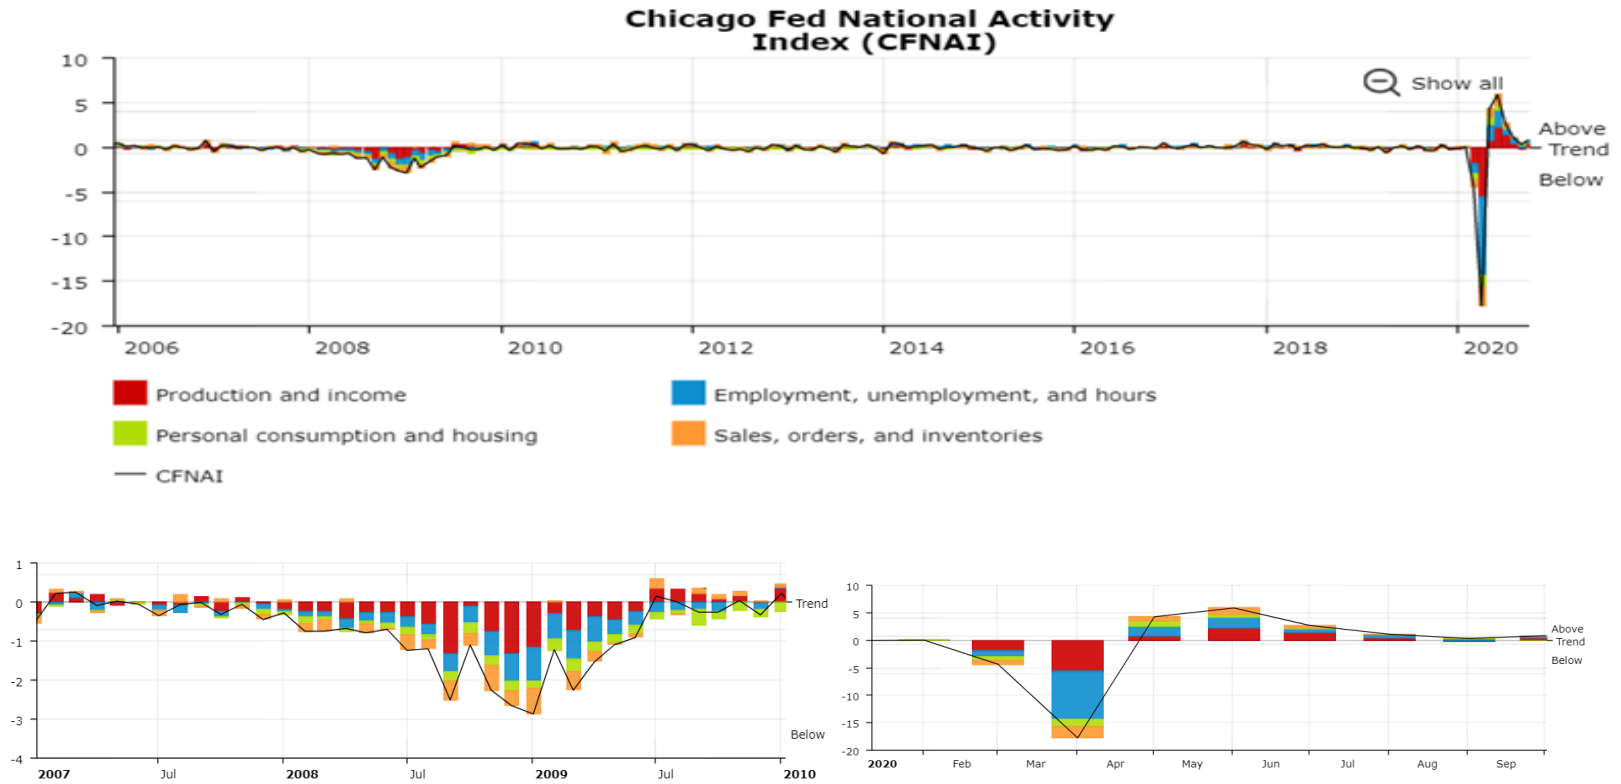 Chicago Fed National Activity
Index (CFNAI)
10
5
0
-5
-10
-15
-20
Show all
Above
Trend
Below
2006 2008 2010 2012 2014 2016 2018 2020
Production and income
Employment, unemployment, and hours
Personal consumption and housing
Sales, orders, and inventories
CFNAI
1
0
-1
-2
-3
-4
Trend
Below
2007 Jul 2008 Jul 2009 Jul 2010
10
5
0
-5
-10
-15
-20
Above
Trend
Below
2020 Feb Mar Apr May Jun Jul Aug Sep